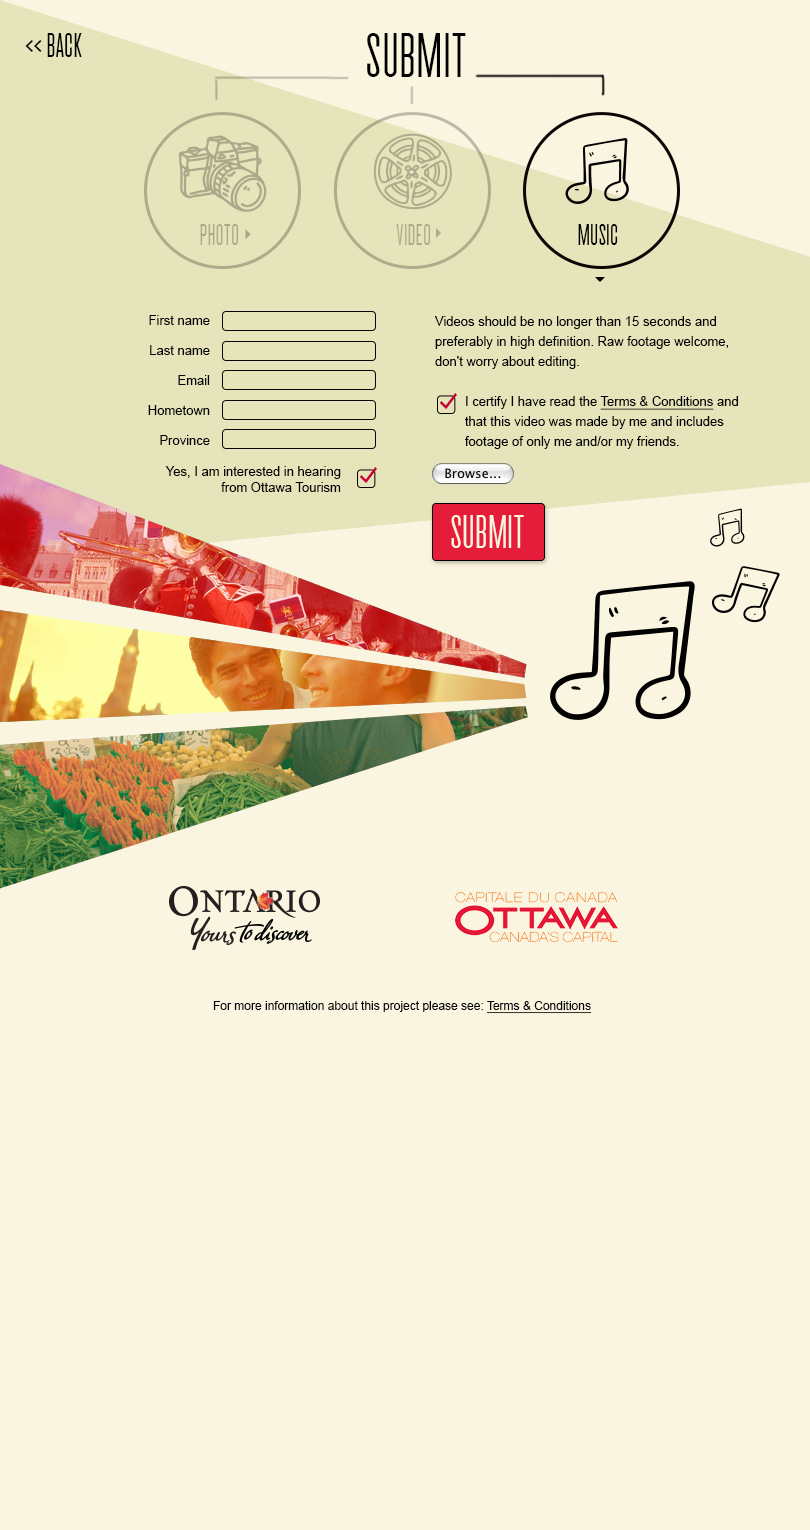 << BACK
SUBMIT
PHOTO
VIDEO
MUSIC
First name
Last name
Email
Hometown
Province
Yes, I am interested in hearing
from Ottawa Tourism
Videos should be no longer than 15 seconds and
preferably in high definition. Raw footage welcome,
don't worry about editing.
I certify I have read the Terms & Conditions and
that this video was made by me and includes
footage of only me and/or my friends.
Browse...
SUBMIT
ONTARIO
Yours to discover
CAPITALE DU CANADA
OTTAWA
CANADA'S CAPITAL
For more information about this project please see: Terms & Conditions